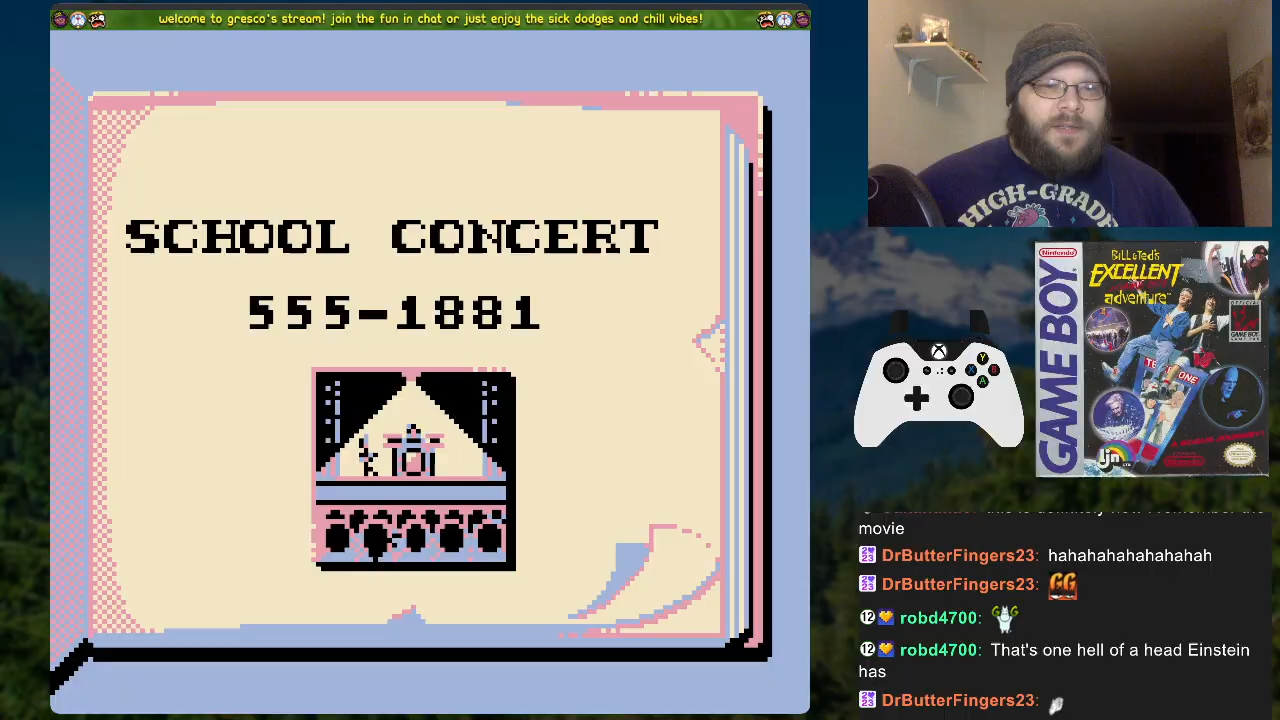 welcome to gresco's stream! join the fun in chat or just enjoy the sick dodges and chill vibes!
SCHOOL CONCERT
555-1881
HIGH-GRADE
Nintendo
GAME BOY
Bill & Ted's
EXCELLENT
adventure
LJN
Y
X
B
A
movie
DrButterFingers23: hahahahahahahahah
DrButterFingers23: GG
robd4700:
robd4700: That's one hell of a head Einstein
has
DrButterFingers23: